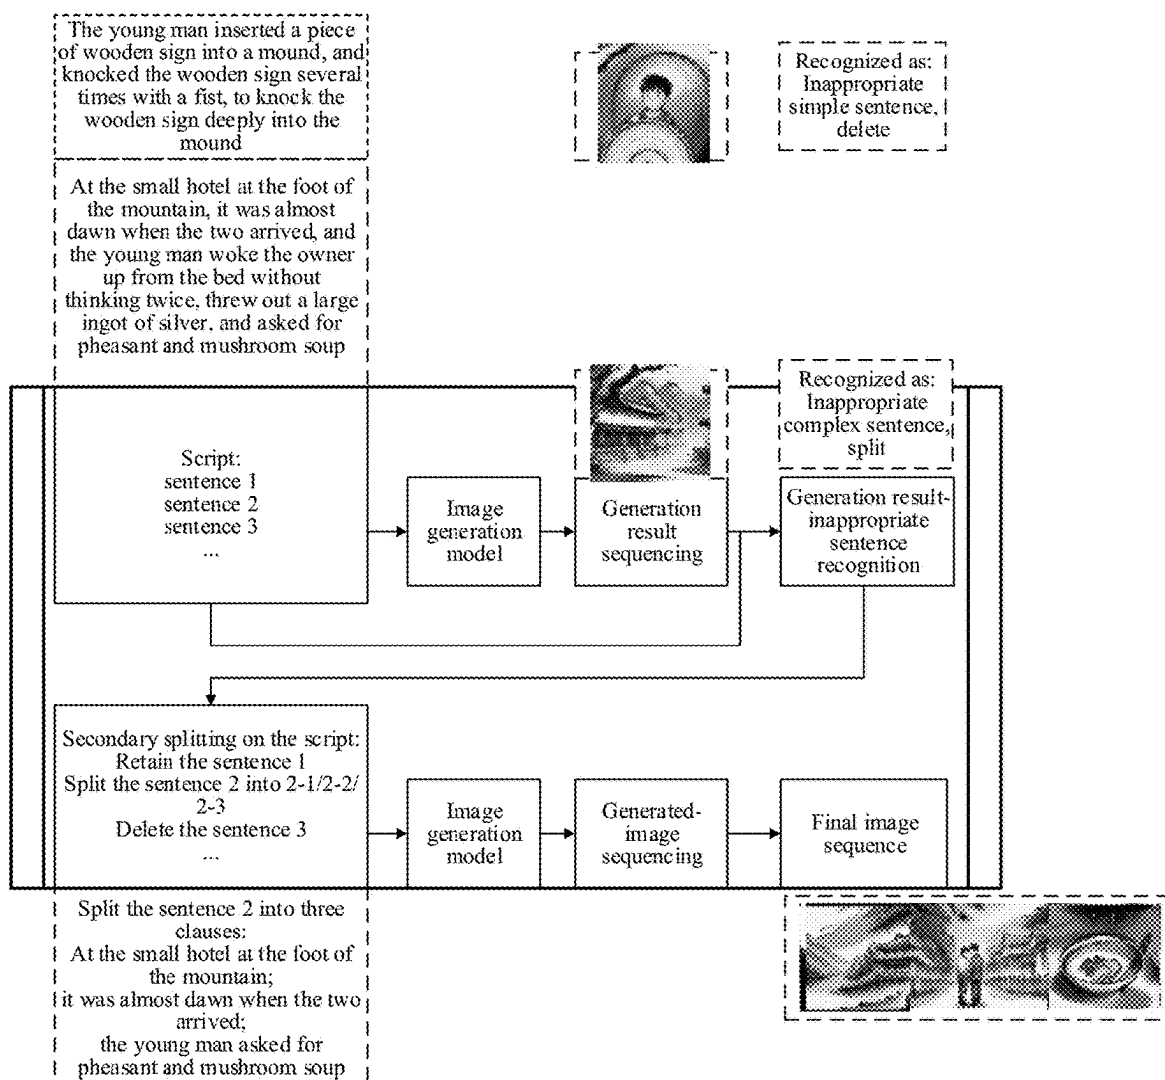 The young man inserted a piece
of wooden sign into a mound, and
knocked the wooden sign several
times with a fist, to knock the
wooden sign deeply into the
mound
Recognized as:
Inappropriate
simple sentence,
delete
At the small hotel at the foot of
the mountain, it was almost
dawn when the two arrived, and
the young man woke the owner
up from the bed without
thinking twice, threw out a large
ingot of silver, and asked for
pheasant and mushroom soup
Recognized as:
Inappropriate
complex sentence,
split
Script:
sentence 1
sentence 2
sentence 3
...
Image
generation
model
Generation
result
sequencing
Generation result-
inappropriate
sentence
recognition
Secondary splitting on the script:
Retain the sentence 1
Split the sentence 2 into 2-1/2-2/
2-3
Delete the sentence 3
...
Image
generation
model
Generated-
image
sequencing
Final image
sequence
Split the sentence 2 into three
clauses:
At the small hotel at the foot of
the mountain;
it was almost dawn when the two
arrived;
the young man asked for
pheasant and mushroom soup